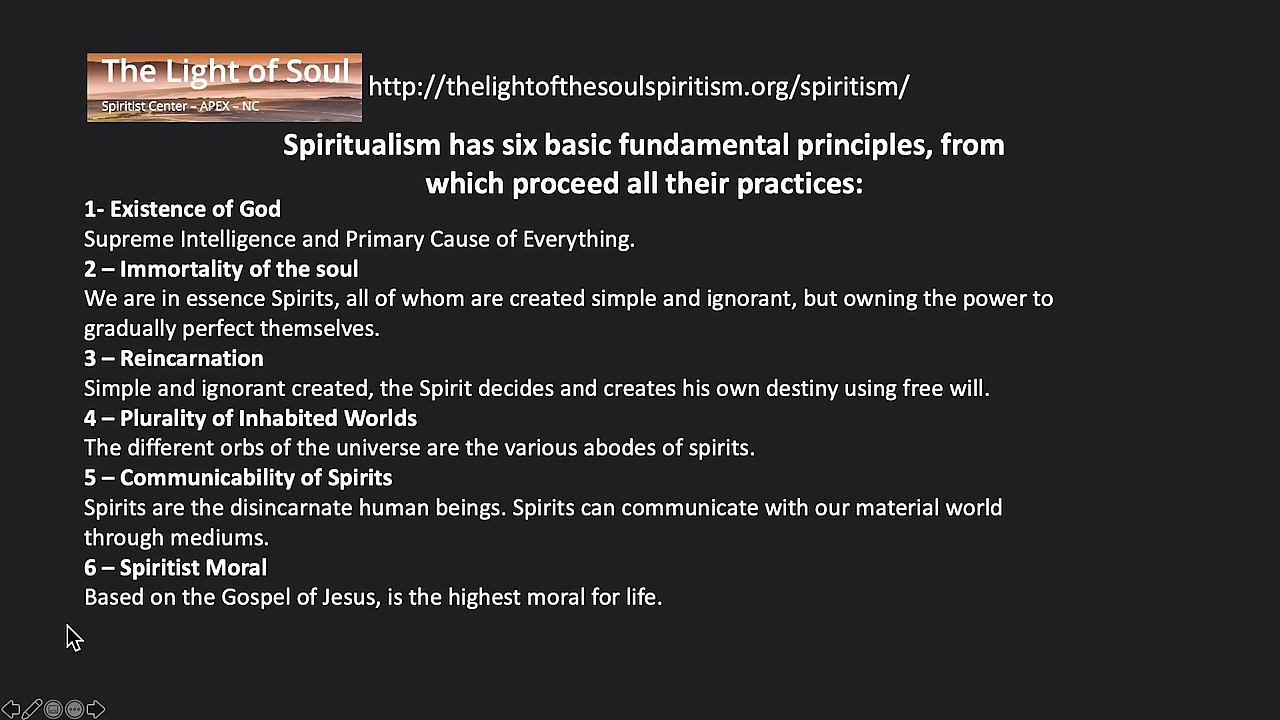 The Light of Soul
Spiritist Center – APEX – NC
http://thelightofthesoulspiritism.org/spiritism/
Spiritualism has six basic fundamental principles, from
which proceed all their practices:
1- Existence of God
Supreme Intelligence and Primary Cause of Everything.
2 – Immortality of the soul
We are in essence Spirits, all of whom are created simple and ignorant, but owning the power to
gradually perfect themselves.
3 – Reincarnation
Simple and ignorant created, the Spirit decides and creates his own destiny using free will.
4 – Plurality of Inhabited Worlds
The different orbs of the universe are the various abodes of spirits.
5 – Communicability of Spirits
Spirits are the disincarnate human beings. Spirits can communicate with our material world
through mediums.
6 – Spiritist Moral
Based on the Gospel of Jesus, is the highest moral for life.